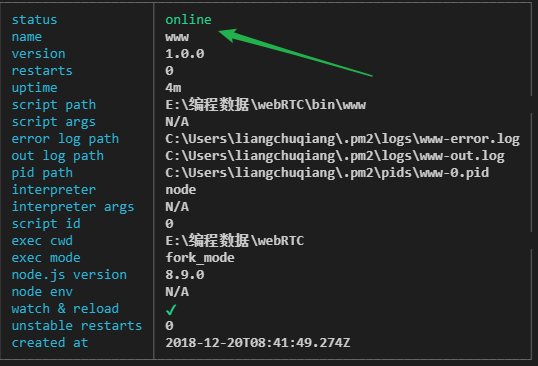 status online
name www
version 1.0.0
restarts 0
uptime 4m
script path E:\编程数据\webRTC\bin\www
script args N/A
error log path C:\Users\liangchuqiang\.pm2\logs\www-error.log
out log path C:\Users\liangchuqiang\.pm2\logs\www-out.log
pid path C:\Users\liangchuqiang\.pm2\pids\www-0.pid
interpreter node
interpreter args N/A
script id 0
exec cwd E:\编程数据\webRTC
exec mode fork_mode
node.js version 8.9.0
node env N/A
watch & reload ✔
unstable restarts 0
created at 2018-12-20T08:41:49.274Z